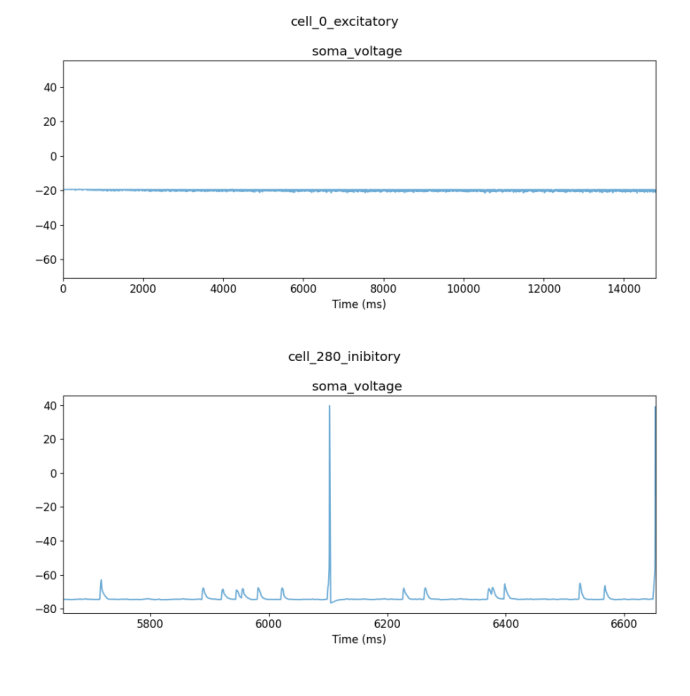 cell_0_excitatory
soma_voltage
40
20
0
−20
−40
−60
0 2000 4000 6000 8000 10000 12000 14000
Time (ms)
cell_280_inibitory
soma_voltage
40
20
0
−20
−40
−60
−80
5800 6000 6200 6400 6600
Time (ms)